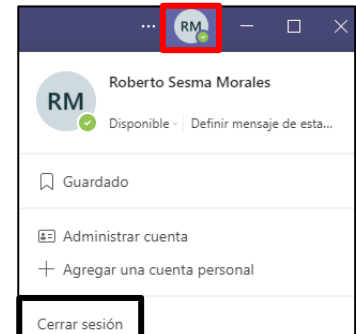 ··· RM
RM
Roberto Sesma Morales
Disponible Definir mensaje de esta...
Guardado
Administrar cuenta
Agregar una cuenta personal
Cerrar sesión